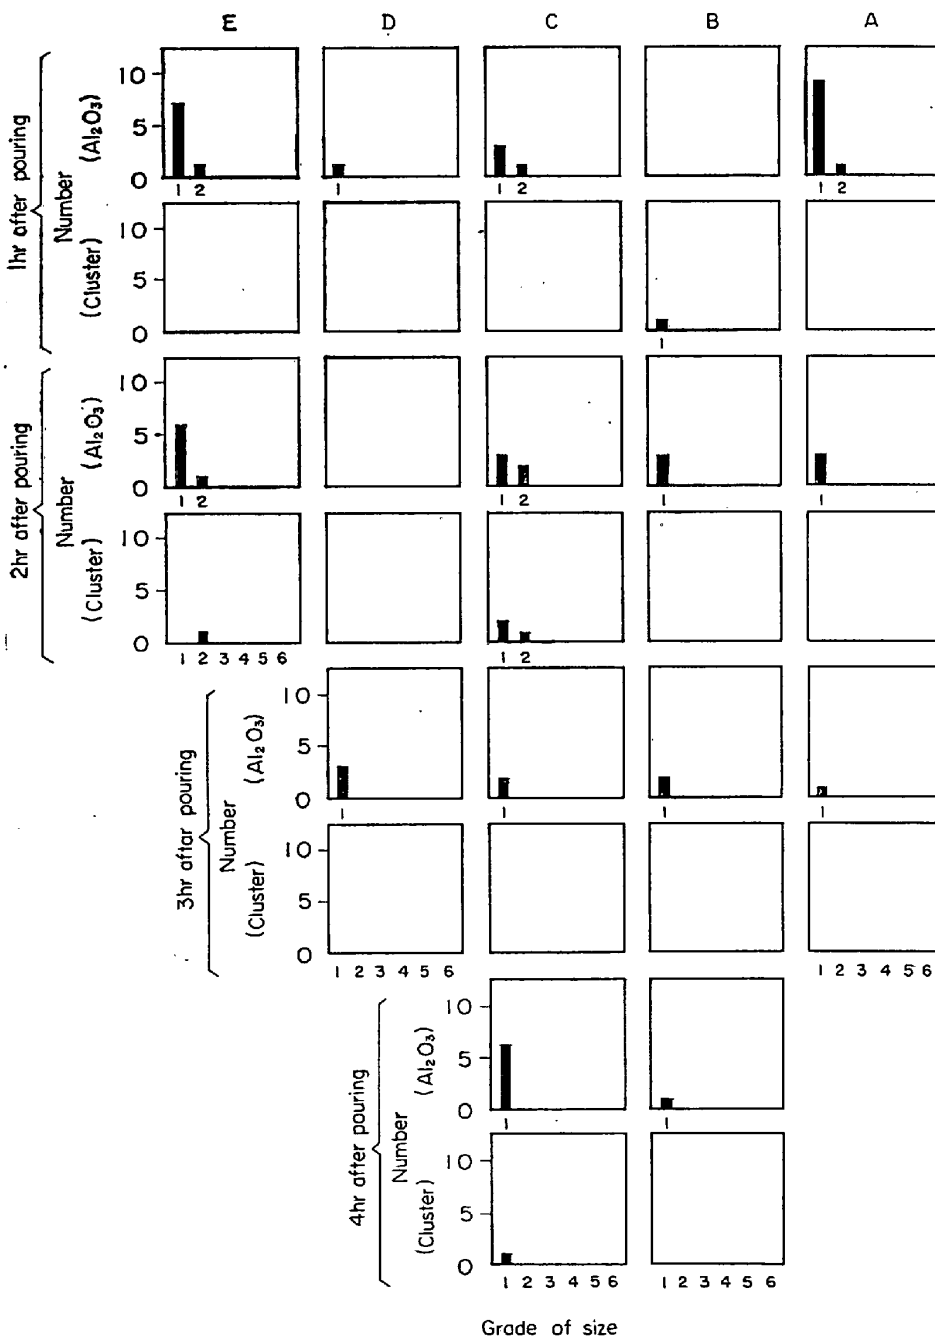 E D C B A
1hr after pouring
Number
(Al₂O₃)
10
5
0
1 2
1
1 2
1 2
(Cluster)
10
5
0
1
2hr after pouring
Number
(Al₂O₃)
10
5
0
1 2
1 2
1
1
(Cluster)
10
5
0
1 2 3 4 5 6
1 2
3hr aftar pouring
Number
(Al₂O₃)
10
5
0
1
1
1
1
(Cluster)
10
5
0
1 2 3 4 5 6
1 2 3 4 5 6
4hr after pouring
Number
(Al₂O₃)
10
5
0
1
1
(Cluster)
10
5
0
1 2 3 4 5 6
1 2 3 4 5 6
Grade of size